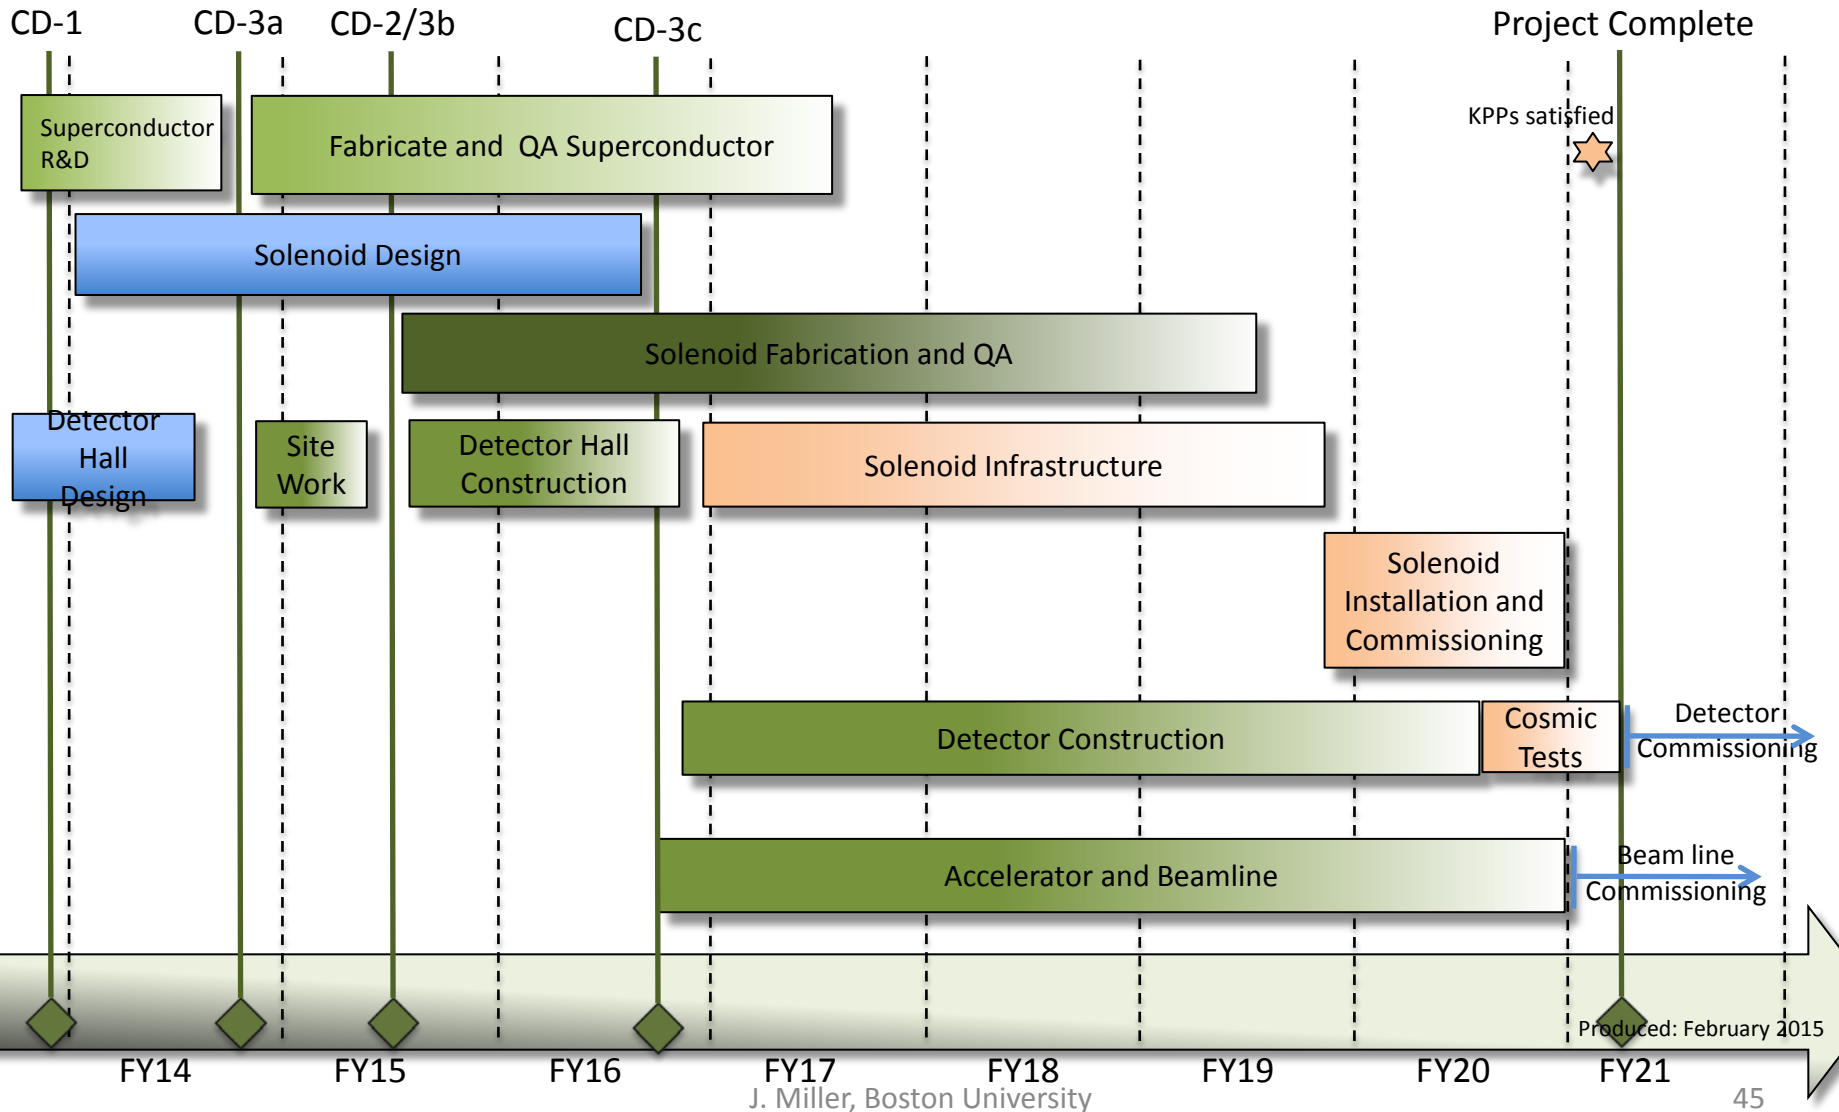 CD-1
CD-3a
CD-2/3b
CD-3c
Project Complete
KPPs satisfied
Superconductor
R&D
Fabricate and QA Superconductor
Solenoid Design
Solenoid Fabrication and QA
Detector
Hall
Design
Site
Work
Detector Hall
Construction
Solenoid Infrastructure
Solenoid
Installation and
Commissioning
Detector Construction
Cosmic
Tests
Detector
Commissioning
Accelerator and Beamline
Beam line
Commissioning
Produced: February 2015
FY14
FY15
FY16
FY17
FY18
FY19
FY20
FY21
J. Miller, Boston University
45